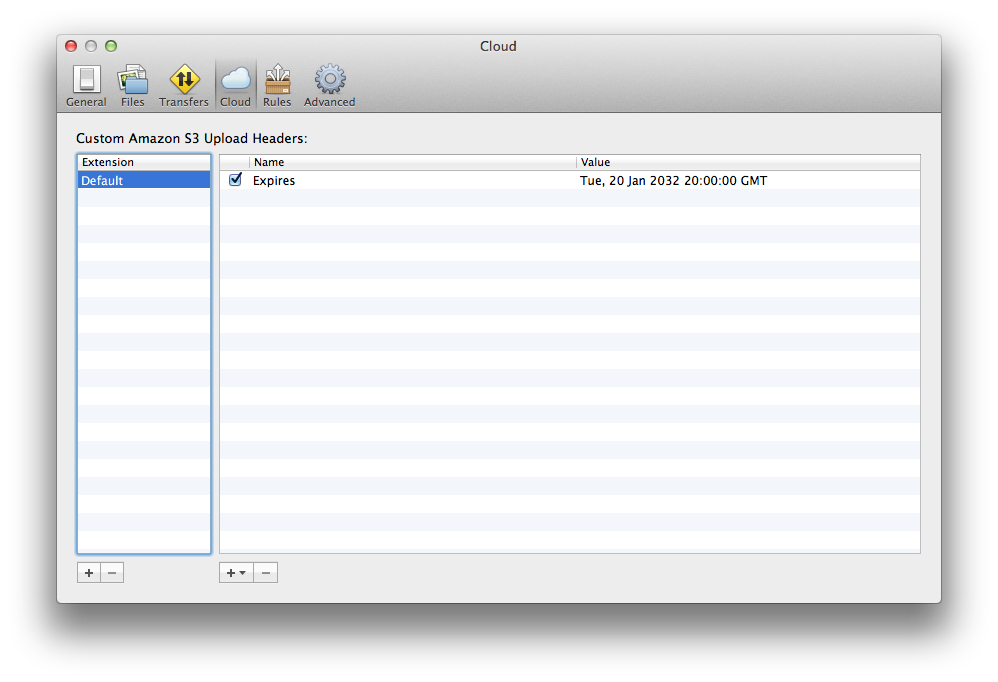 Cloud
General Files Transfers Cloud Rules Advanced
Custom Amazon S3 Upload Headers:
Extension Name Value
Default Expires Tue, 20 Jan 2032 20:00:00 GMT